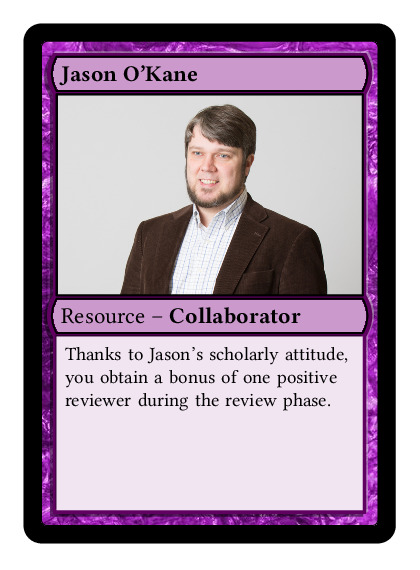 Jason O’Kane
Resource – Collaborator
Thanks to Jason’s scholarly attitude,
you obtain a bonus of one positive
reviewer during the review phase.